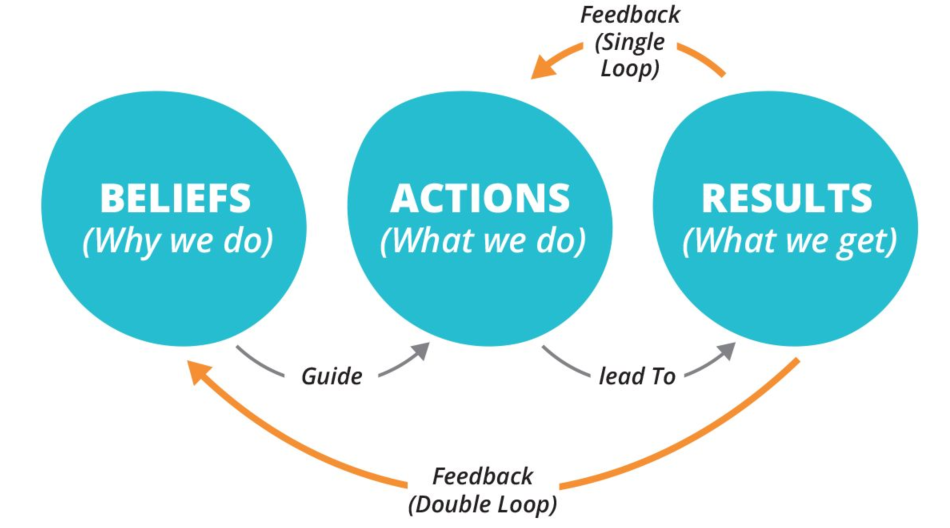 Feedback
(Single
Loop)
BELIEFS
(Why we do)
ACTIONS
(What we do)
RESULTS
(What we get)
Guide
lead To
Feedback
(Double Loop)